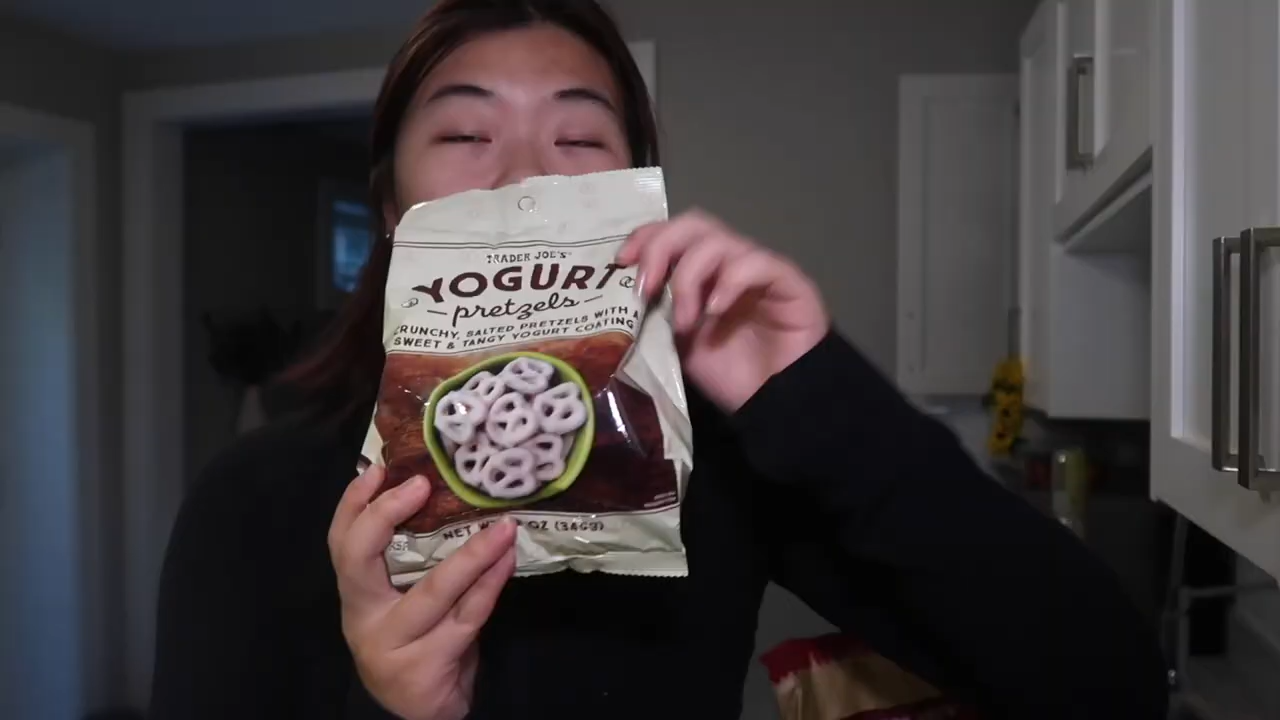 TRADER JOE'S
YOGURT
pretzels
CRUNCHY, SALTED PRETZELS WITH A
SWEET & TANGY YOGURT COATING
NET OZ (340g)